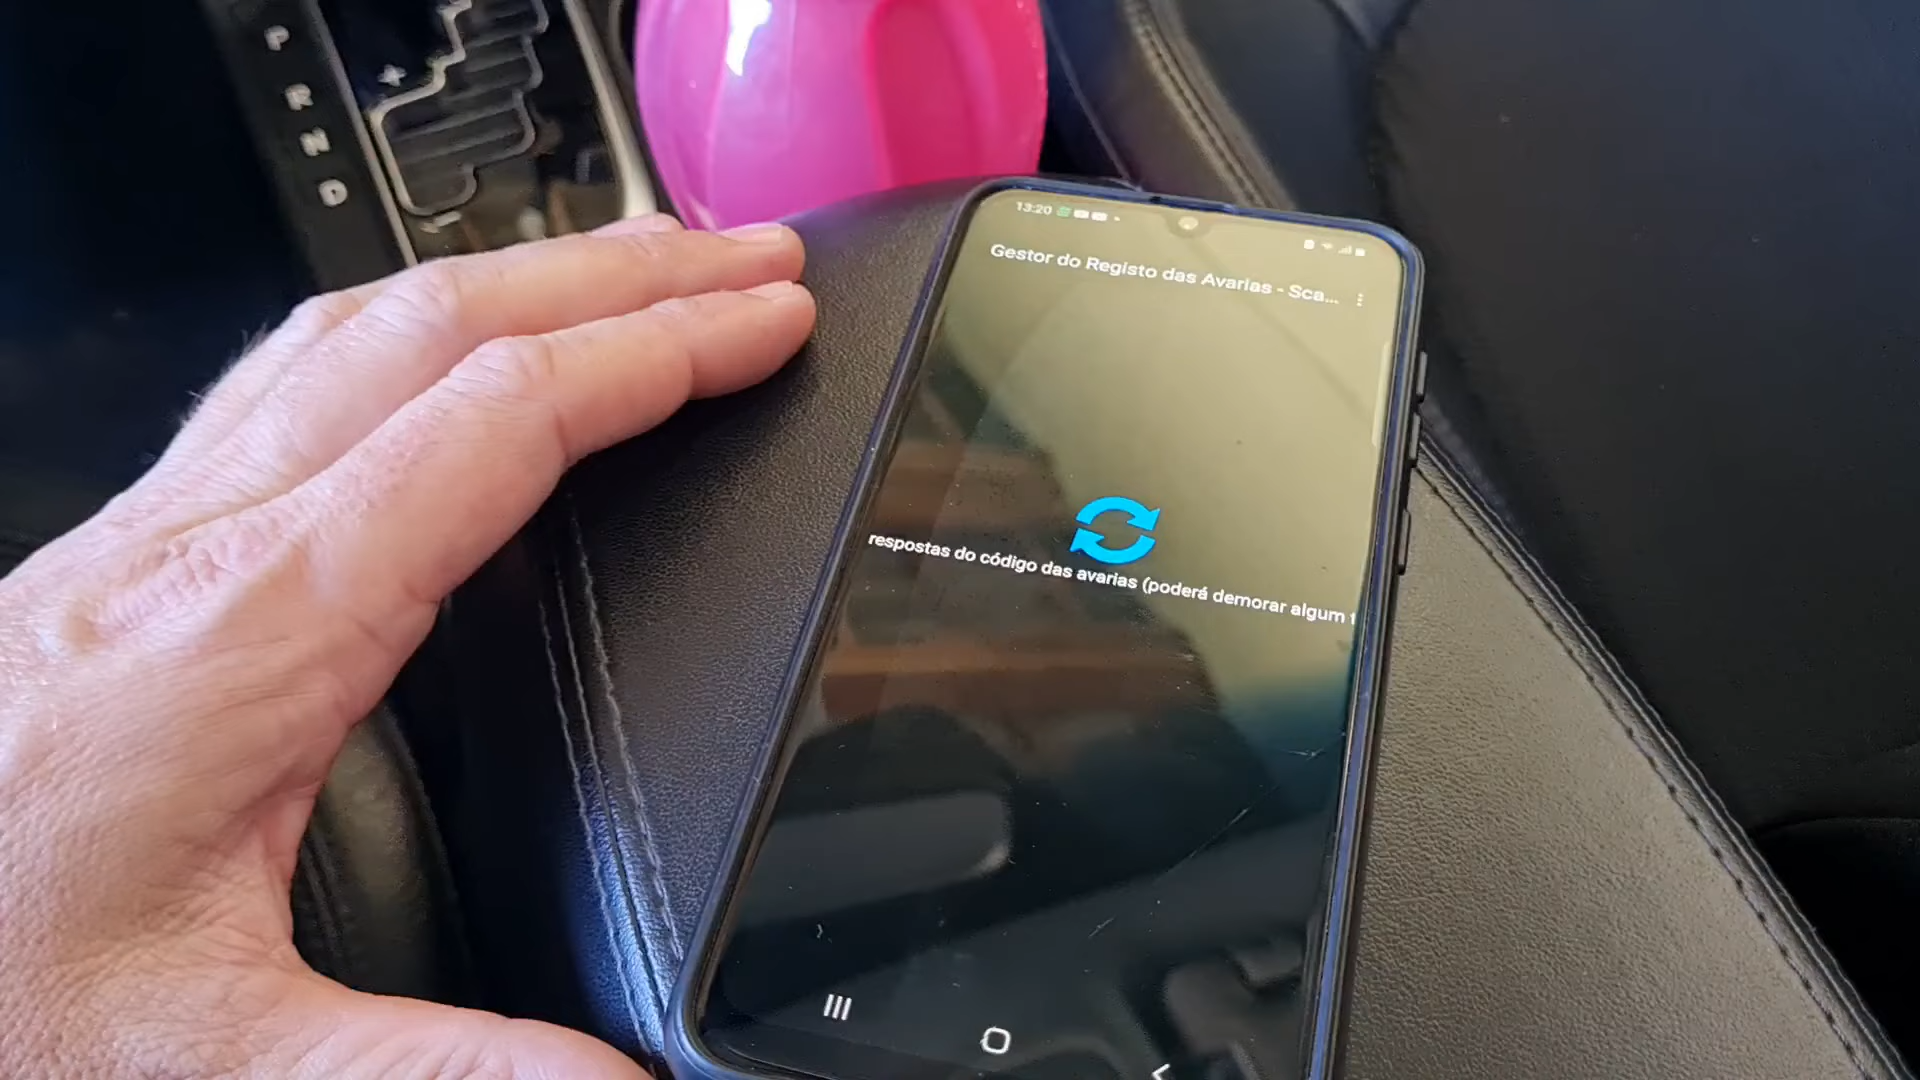 P
R
N
D
+
-
13:20
Gestor do Registo das Avarias - Sca...
respostas do código das avarias (poderá demorar algum t